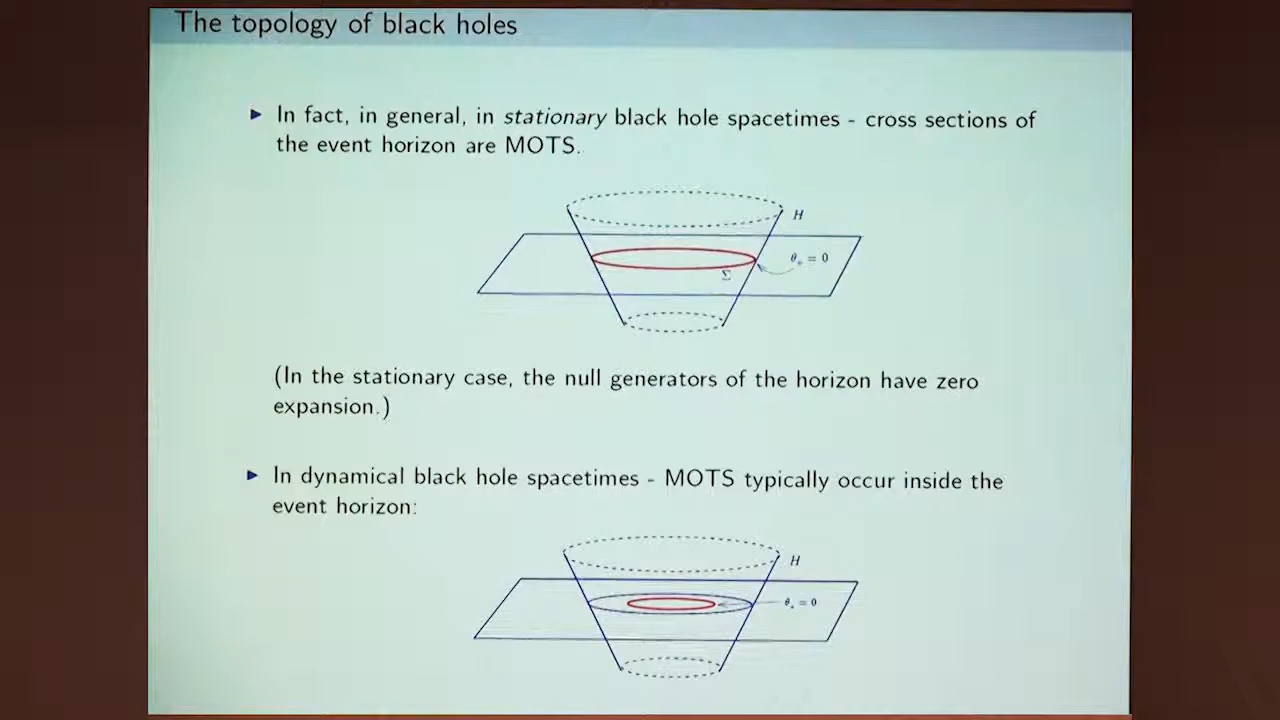 The topology of black holes
In fact, in general, in stationary black hole spacetimes - cross sections of
the event horizon are MOTS.
H
θ₊ = 0
Σ
(In the stationary case, the null generators of the horizon have zero
expansion.)
In dynamical black hole spacetimes - MOTS typically occur inside the
event horizon:
H
θ₊ = 0